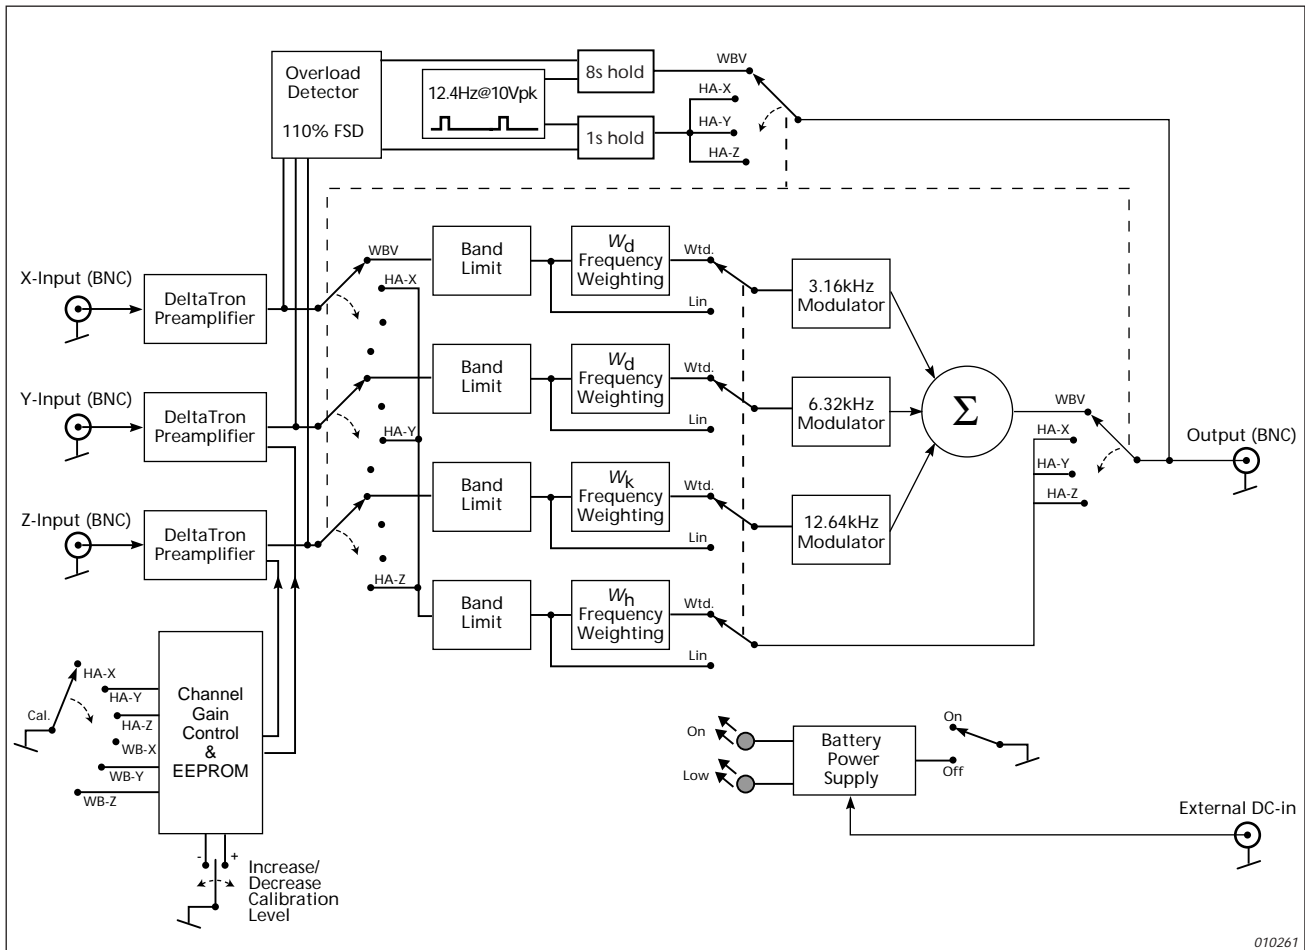 Overload
Detector
110% FSD
12.4Hz@10Vpk
8s hold
1s hold
WBV
HA-X
HA-Y
HA-Z
X-Input (BNC)
DeltaTron
Preamplifier
WBV
HA-X
Band
Limit
Wd
Frequency
Weighting
Wtd.
Lin
3.16kHz
Modulator
Y-Input (BNC)
DeltaTron
Preamplifier
HA-Y
Band
Limit
Wd
Frequency
Weighting
Wtd.
Lin
6.32kHz
Modulator
Σ
WBV
HA-X
HA-Y
HA-Z
Output (BNC)
Z-Input (BNC)
DeltaTron
Preamplifier
HA-Z
Band
Limit
Wk
Frequency
Weighting
Wtd.
Lin
12.64kHz
Modulator
Band
Limit
Wh
Frequency
Weighting
Wtd.
Lin
Cal.
HA-X
HA-Y
HA-Z
WB-X
WB-Y
WB-Z
Channel
Gain
Control
&
EEPROM
- +
Increase/
Decrease
Calibration
Level
On
Low
Battery
Power
Supply
On
Off
External DC-in
010261